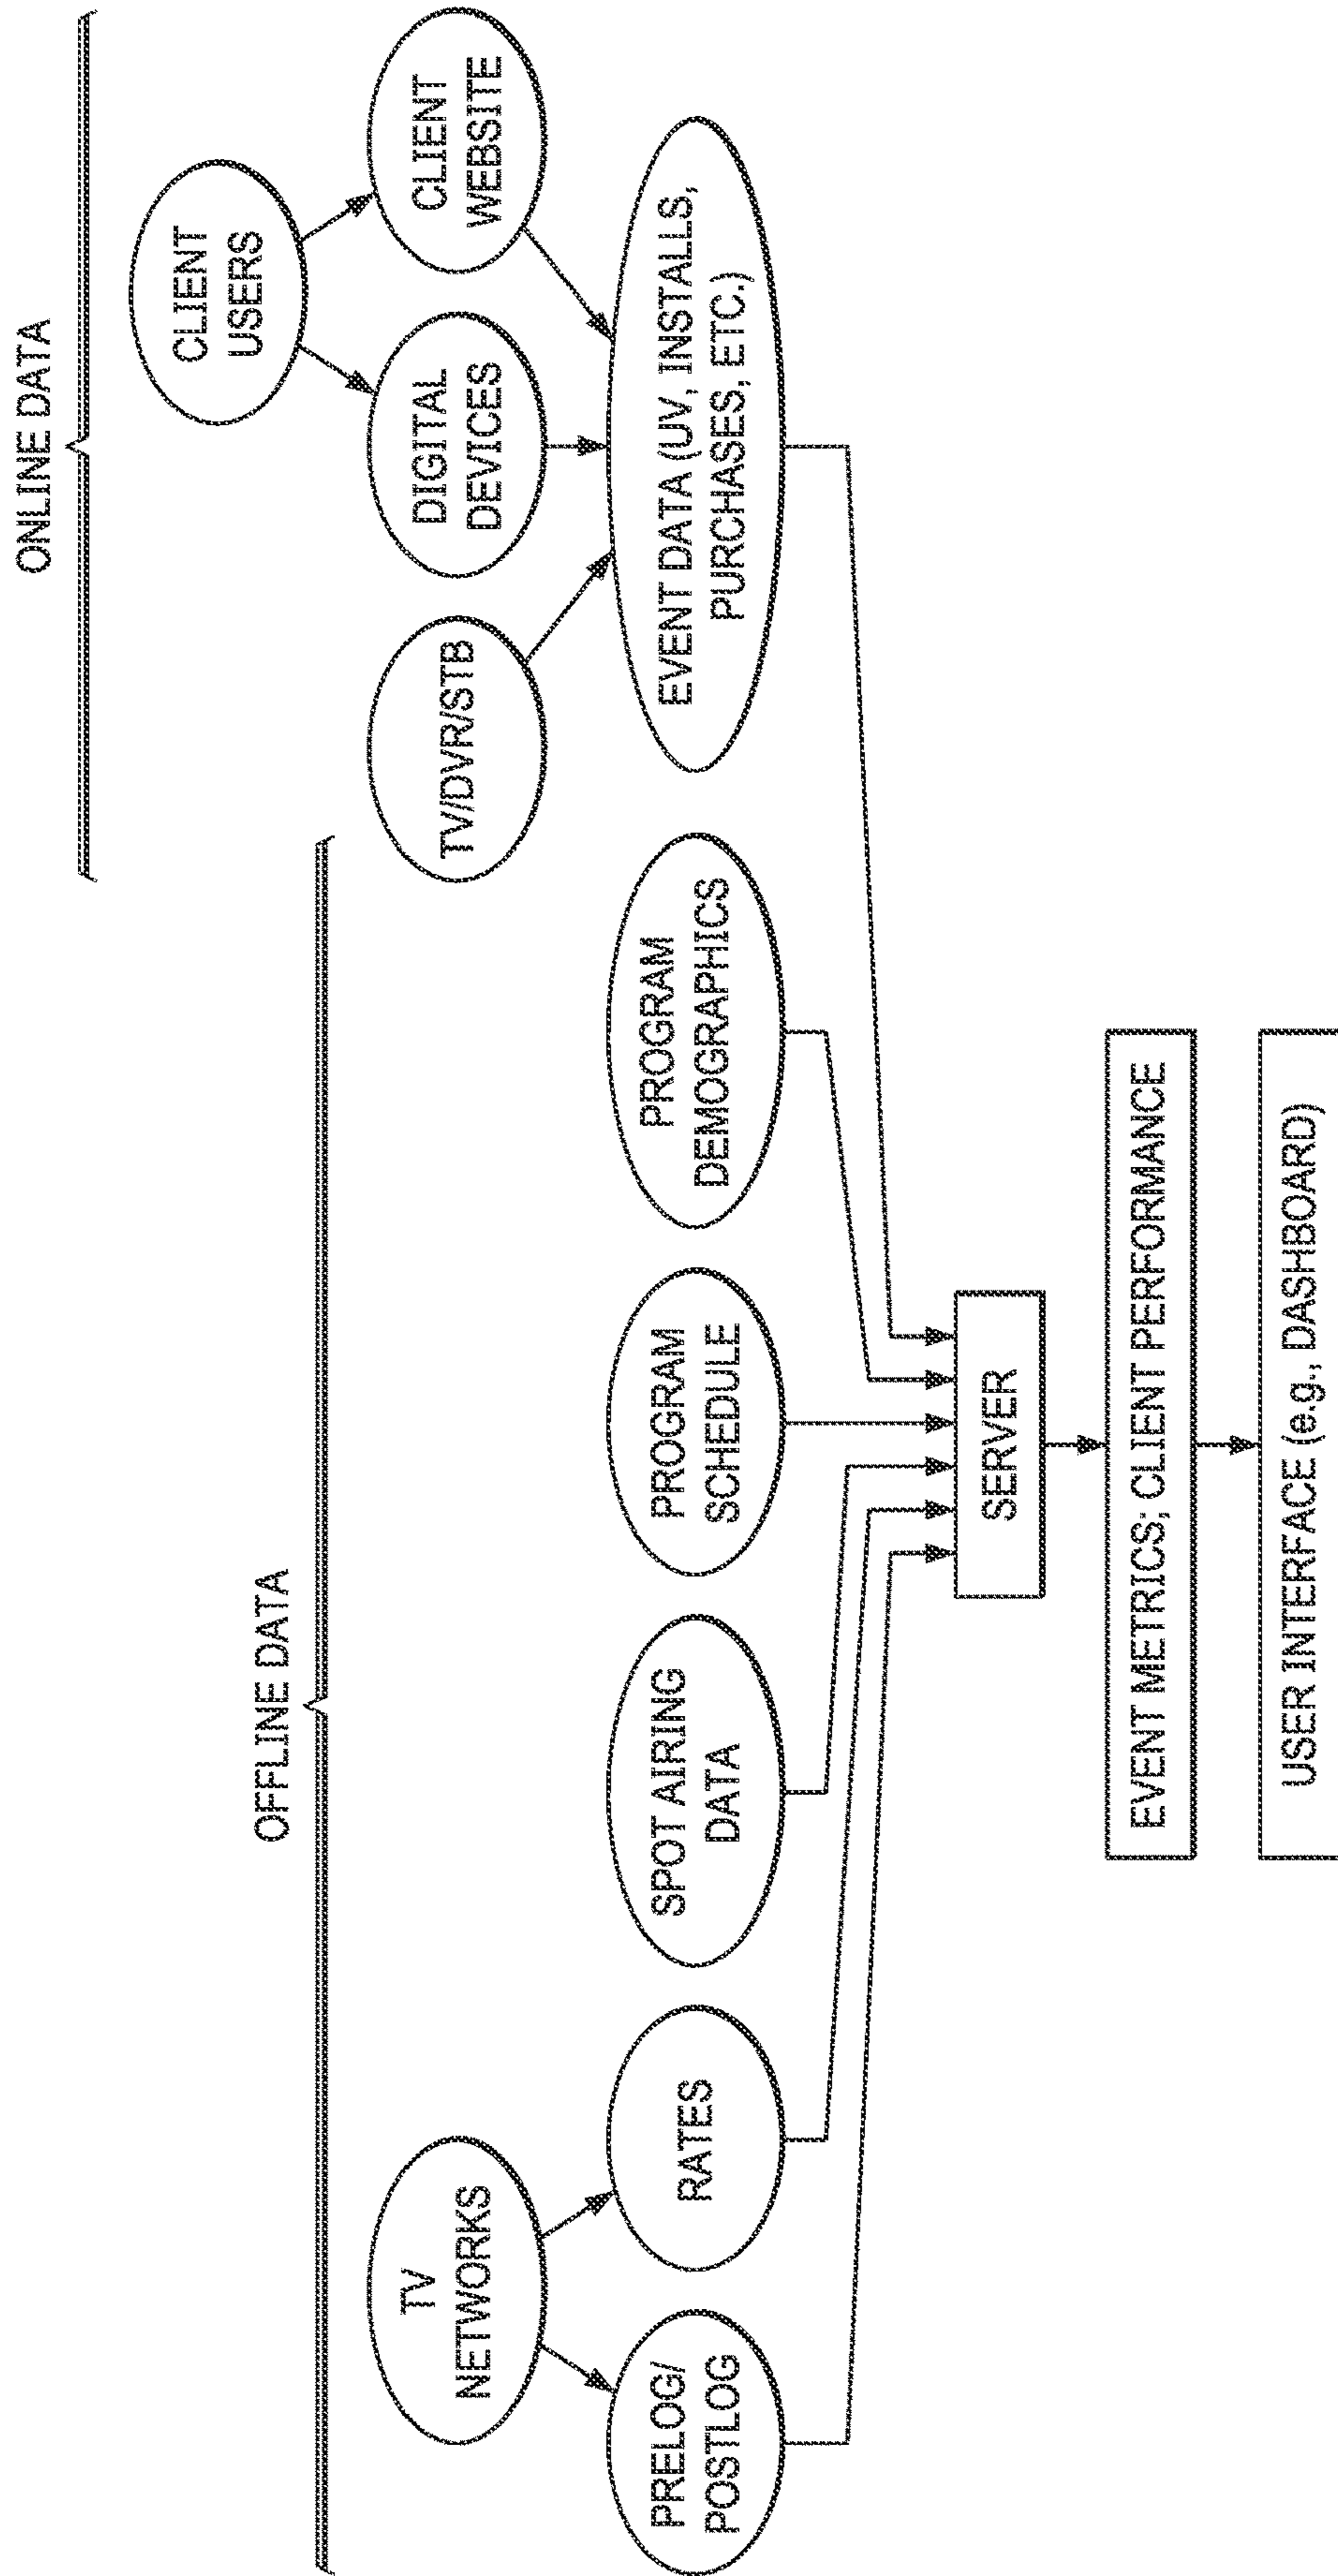 ONLINE DATA
CLIENT
USERS
OFFLINE DATA
TV
NETWORKS
TV/DVR/STB
DIGITAL
DEVICES
CLIENT
WEBSITE
PRELOG/
POSTLOG
RATES
SPOT AIRING
DATA
PROGRAM
SCHEDULE
PROGRAM
DEMOGRAPHICS
EVENT DATA (UV, INSTALLS,
PURCHASES, ETC.)
SERVER
EVENT METRICS; CLIENT PERFORMANCE
USER INTERFACE (e.g., DASHBOARD)